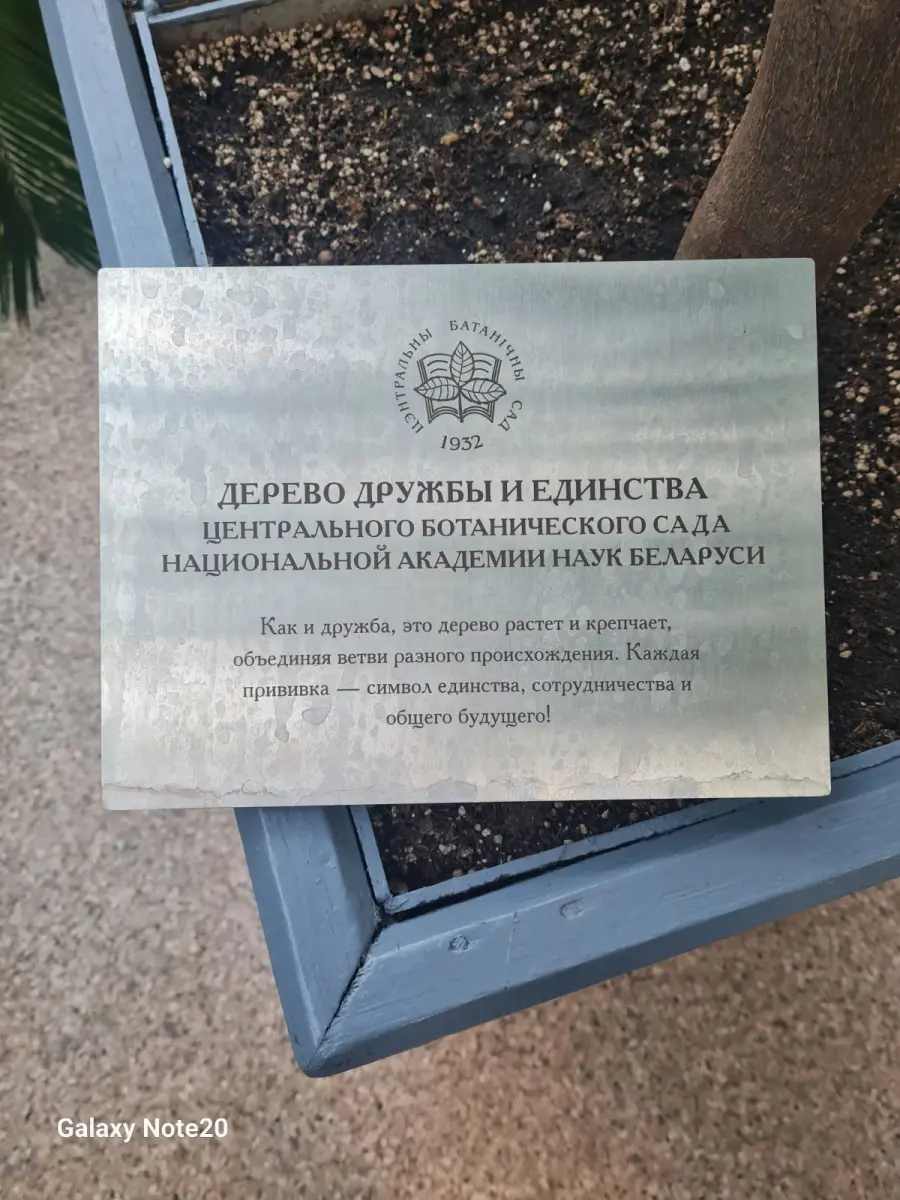 ЦЭНТРАЛЬНЫ БАТАНІЧНЫ САД
1932
ДЕРЕВО ДРУЖБЫ И ЕДИНСТВА
ЦЕНТРАЛЬНОГО БОТАНИЧЕСКОГО САДА
НАЦИОНАЛЬНОЙ АКАДЕМИИ НАУК БЕЛАРУСИ
Как и дружба, это дерево растет и крепчает,
объединяя ветви разного происхождения. Каждая
прививка — символ единства, сотрудничества и
общего будущего!
Galaxy Note20